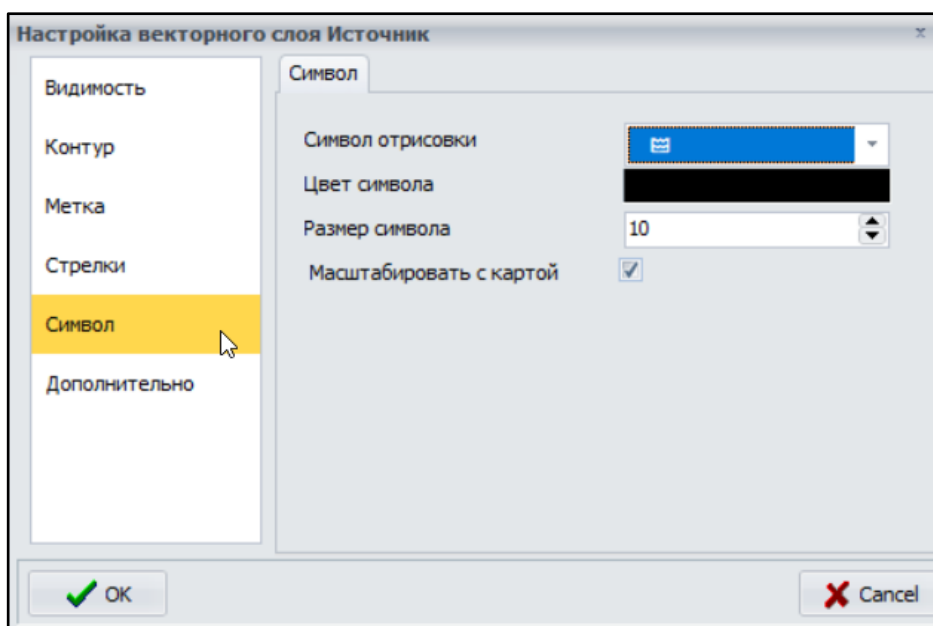 Настройка векторного слоя Источник
Видимость
Контур
Метка
Стрелки
Символ
Дополнительно
Символ
Символ отрисовки
Цвет символа
Размер символа 10
Масштабировать с картой
OK
Cancel